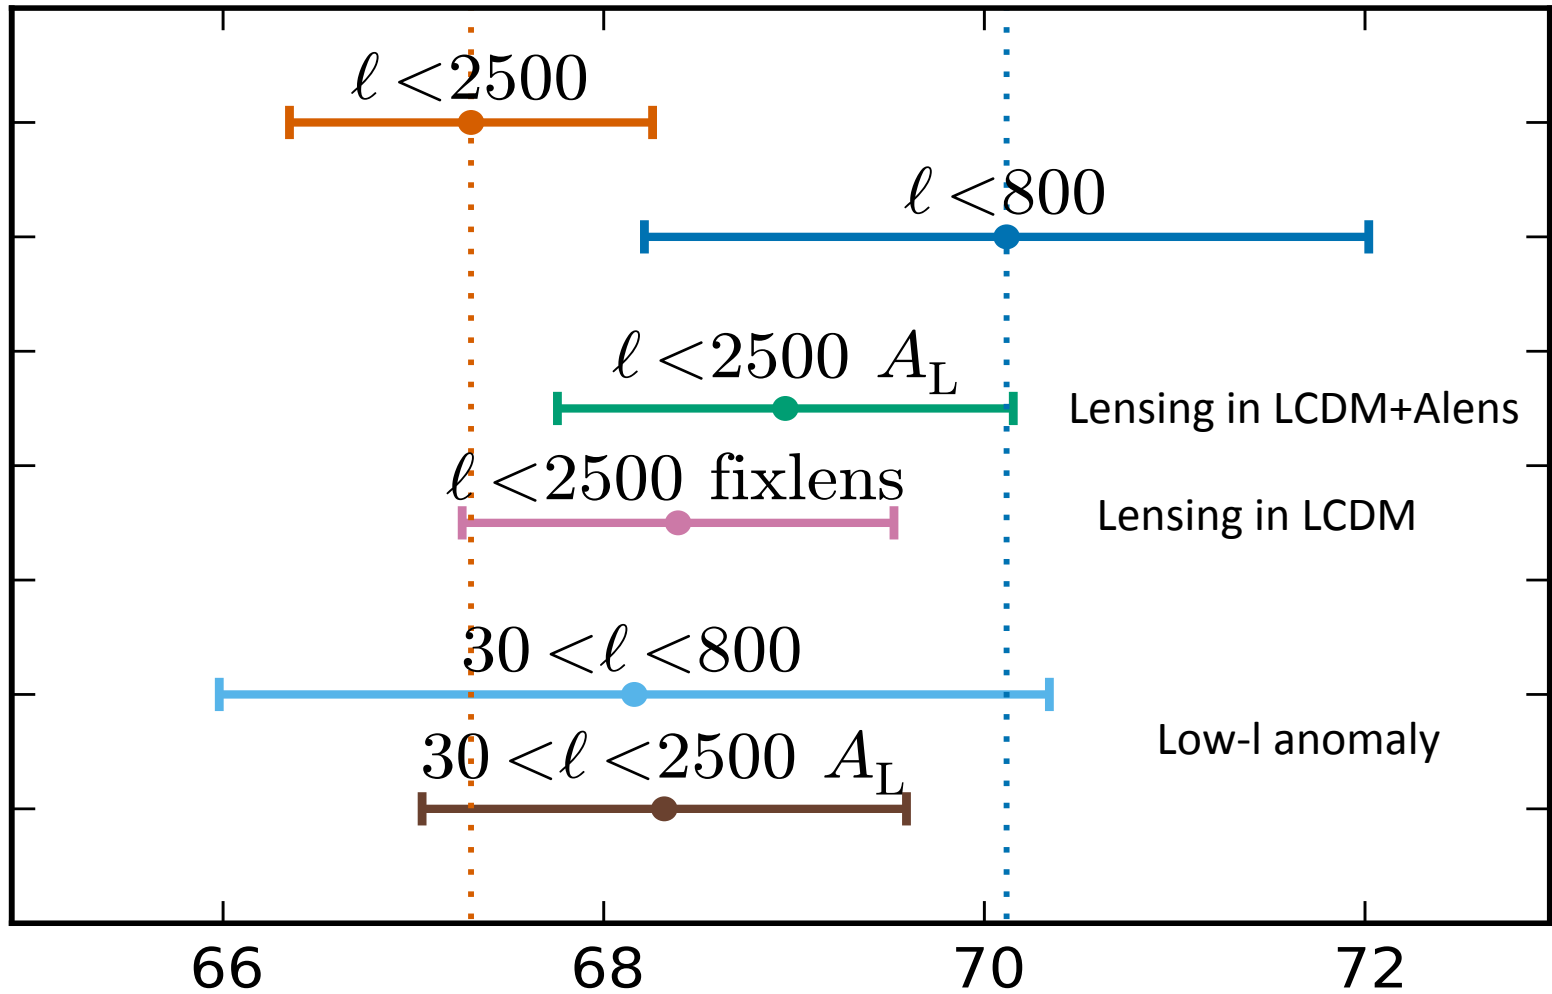 ℓ <2500
ℓ <800
ℓ <2500 A_L
Lensing in LCDM+Alens
ℓ <2500 fixlens
Lensing in LCDM
30 <ℓ <800
Low-l anomaly
30 <ℓ <2500 A_L
66 68 70 72